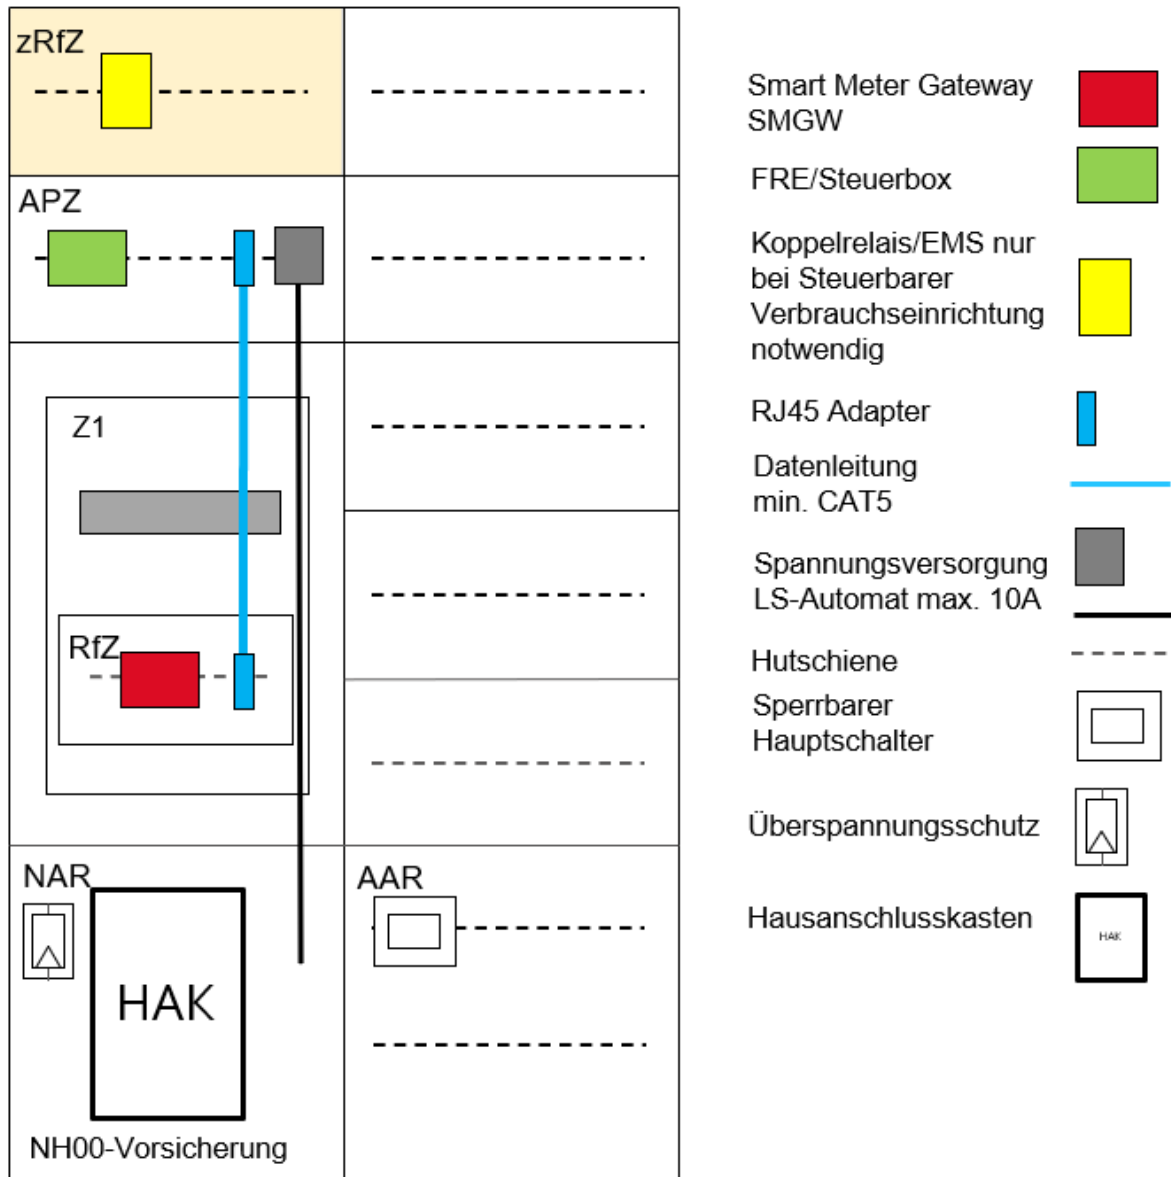 zRfZ
APZ
Z1
RfZ
NAR
HAK
NH00-Vorsicherung
AAR
Smart Meter Gateway
SMGW
FRE/Steuerbox
Koppelrelais/EMS nur
bei Steuerbarer
Verbrauchseinrichtung
notwendig
RJ45 Adapter
Datenleitung
min. CAT5
Spannungsversorgung
LS-Automat max. 10A
Hutschiene
Sperrbarer
Hauptschalter
Überspannungsschutz
Hausanschlusskasten
HAK